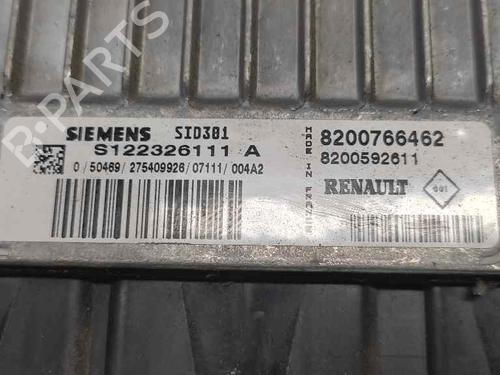 B-PARTS
SIEMENS SID301
S122326111 A
0 / 50469 / 275409926 / 07111 / 004A2
MADE IN FRANCE
8200766462
8200592611
RENAULT